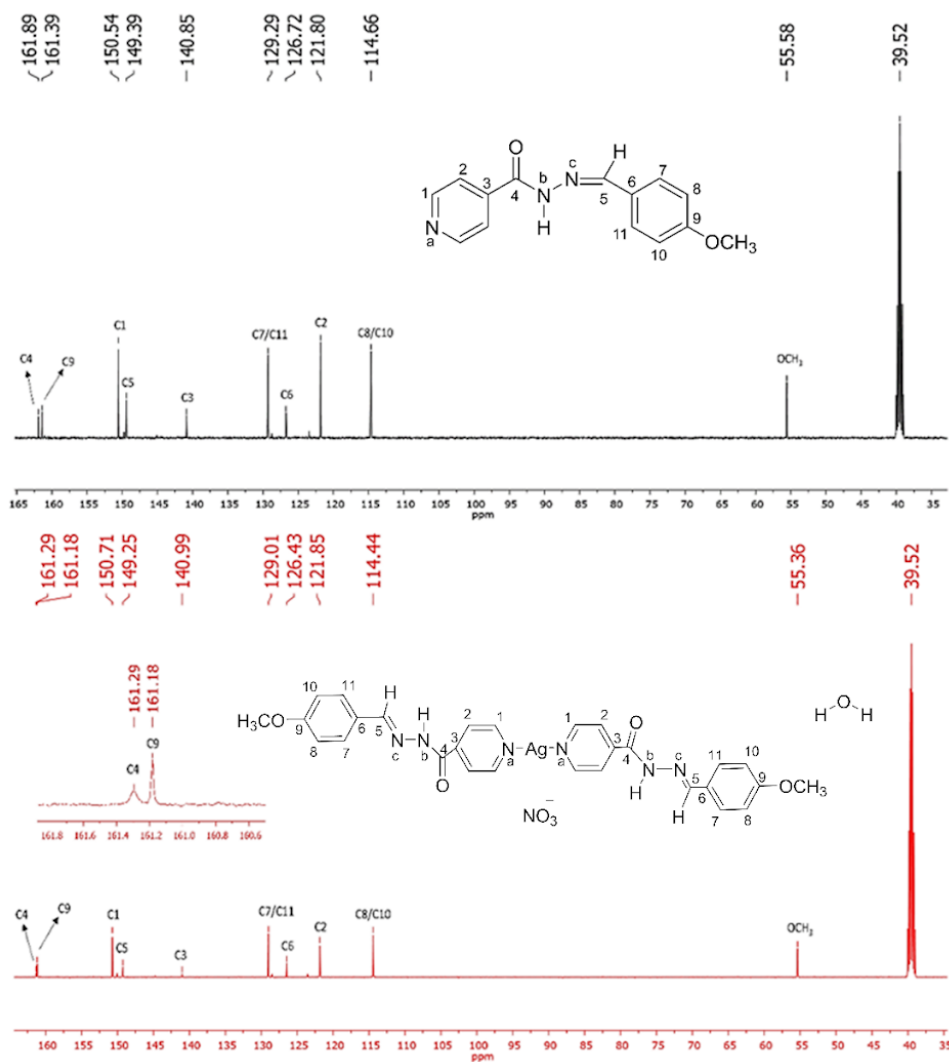 161.89
161.39
150.54
149.39
140.85
129.29
126.72
121.80
114.66
55.58
39.52
O
H
N c
7
2
8
b
6
1
3
N
5
4
9
H
11
OCH3
N
a
10
C1
C7/C11
C2
C8/C10
C4
C9
OCH3
C5
C6
C3
165 160 155 150 145 140 135 130 125 120 115 110 105 100 95 90 85 80 75 70 65 60 55 50 45 40 35
ppm
161.29
161.18
150.71
149.25
140.99
129.01
126.43
121.85
114.44
55.36
39.52
161.29
161.18
C9
C4
161.8 161.6 161.4 161.2 161.0 160.8 160.6
10 11 H H
H3CO 9 6 5 N N b 2 1
8 7 c 4 3 N Ag N
O a a
1 2 O
3 4 N b N c 11 10
H 5 6 9 OCH3
H 7 8
NO3 −
H O H
C4
C9
C1
C7/C11
C8/C10
C2
OCH3
C5
C6
C3
160 155 150 145 140 135 130 125 120 115 110 105 100 95 90 85 80 75 70 65 60 55 50 45 40 35
ppm